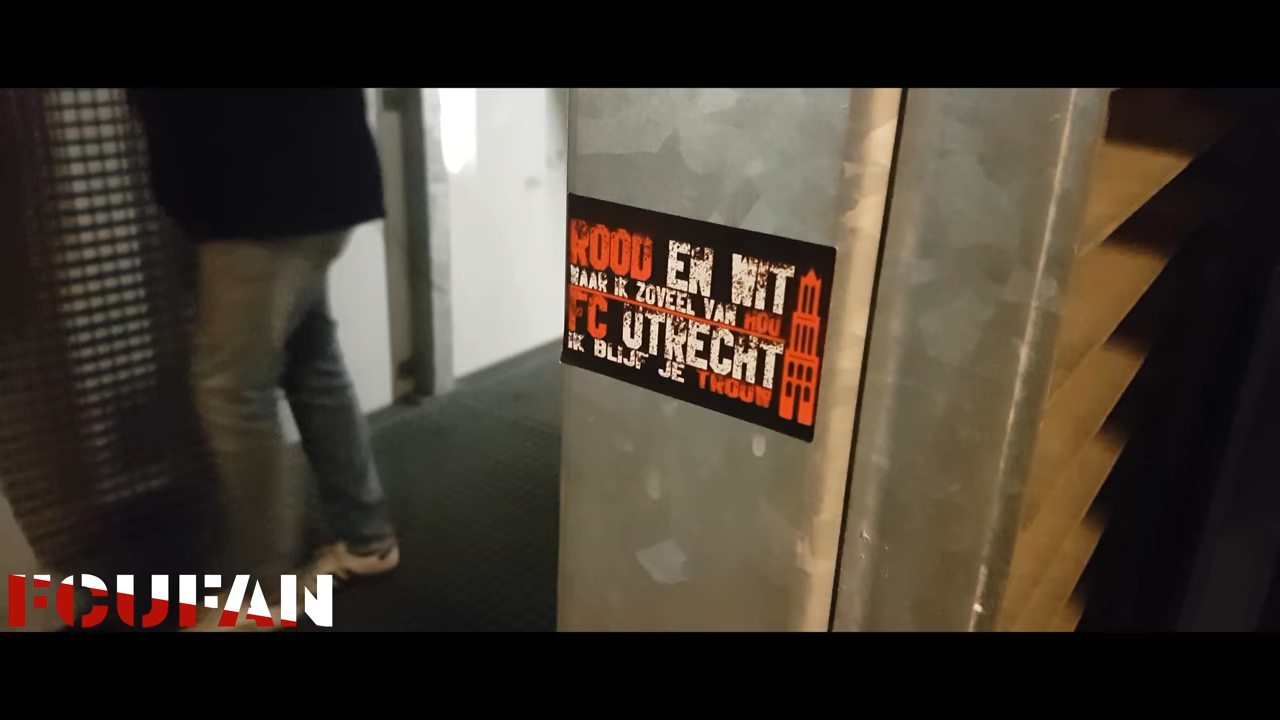 ROOD EN WIT
WAAR IK ZOVEEL VAN HOU
FC UTRECHT
IK BLIJF JE TROUW
FCUFAN